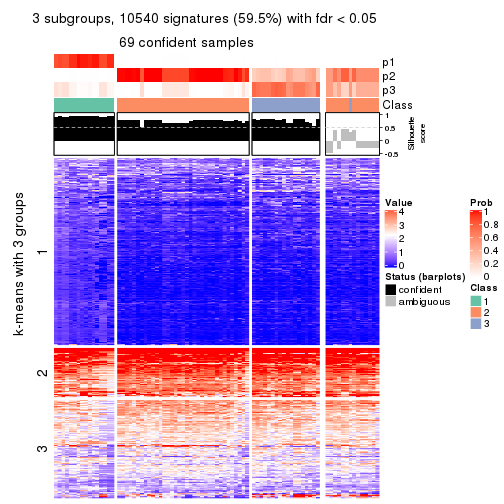 3 subgroups, 10540 signatures (59.5%) with fdr < 0.05
69 confident samples
p1
p2
p3
Class
1
0.5
0
-0.5
Silhouette
score
k-means with 3 groups
1
2
3
Value
4
3
2
1
0
Status (barplots)
confident
ambiguous
Prob
1
0.8
0.6
0.4
0.2
0
Class
1
2
3